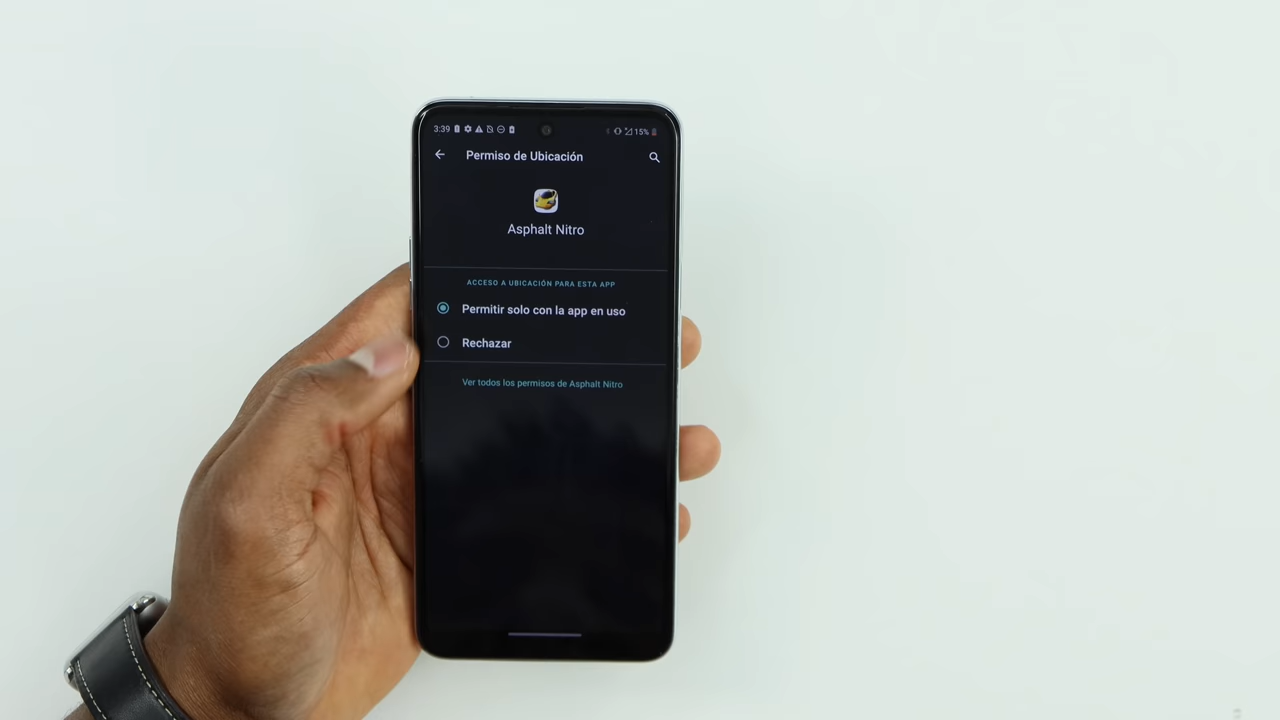 3:39 15%
Permiso de Ubicación
Asphalt Nitro
ACCESO A UBICACIÓN PARA ESTA APP
Permitir solo con la app en uso
Rechazar
Ver todos los permisos de Asphalt Nitro